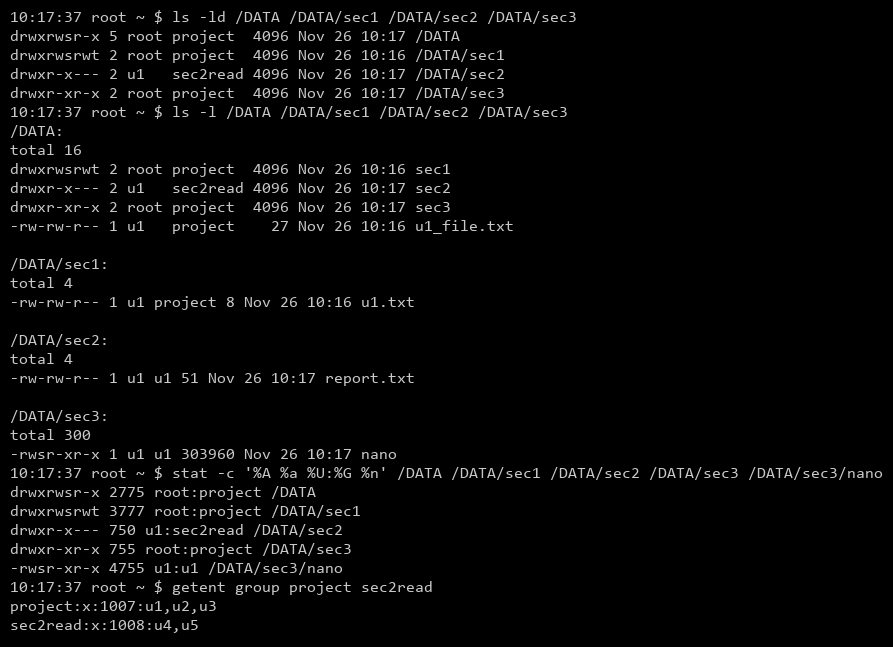 10:17:37 root ~ $ ls -ld /DATA /DATA/sec1 /DATA/sec2 /DATA/sec3
drwxrwsr-x 5 root project  4096 Nov 26 10:17 /DATA
drwxrwsrwt 2 root project  4096 Nov 26 10:16 /DATA/sec1
drwxr-x--- 2 u1   sec2read 4096 Nov 26 10:17 /DATA/sec2
drwxr-xr-x 2 root project  4096 Nov 26 10:17 /DATA/sec3
10:17:37 root ~ $ ls -l /DATA /DATA/sec1 /DATA/sec2 /DATA/sec3
/DATA:
total 16
drwxrwsrwt 2 root project  4096 Nov 26 10:16 sec1
drwxr-x--- 2 u1   sec2read 4096 Nov 26 10:17 sec2
drwxr-xr-x 2 root project  4096 Nov 26 10:17 sec3
-rw-rw-r-- 1 u1   project    27 Nov 26 10:16 u1_file.txt

/DATA/sec1:
total 4
-rw-rw-r-- 1 u1 project 8 Nov 26 10:16 u1.txt

/DATA/sec2:
total 4
-rw-rw-r-- 1 u1 u1 51 Nov 26 10:17 report.txt

/DATA/sec3:
total 300
-rwsr-xr-x 1 u1 u1 303960 Nov 26 10:17 nano
10:17:37 root ~ $ stat -c '%A %a %U:%G %n' /DATA /DATA/sec1 /DATA/sec2 /DATA/sec3 /DATA/sec3/nano
drwxrwsr-x 2775 root:project /DATA
drwxrwsrwt 3777 root:project /DATA/sec1
drwxr-x--- 750 u1:sec2read /DATA/sec2
drwxr-xr-x 755 root:project /DATA/sec3
-rwsr-xr-x 4755 u1:u1 /DATA/sec3/nano
10:17:37 root ~ $ getent group project sec2read
project:x:1007:u1,u2,u3
sec2read:x:1008:u4,u5